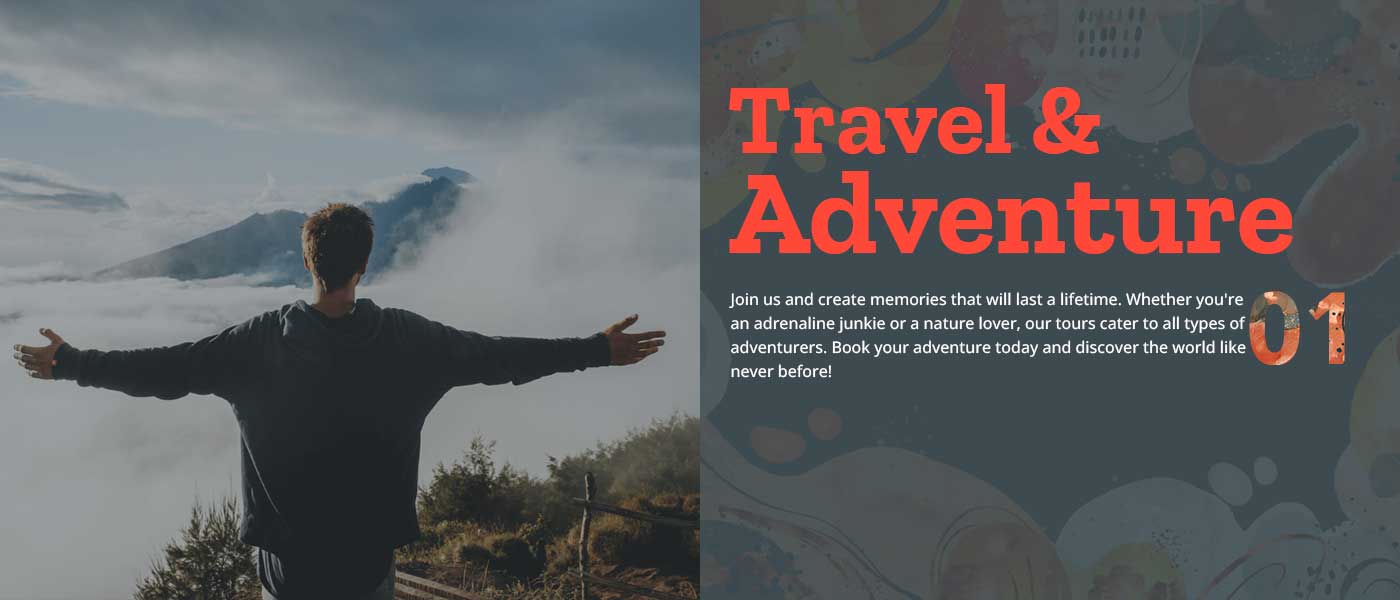 Travel &
Adventure
Join us and create memories that will last a lifetime. Whether you're
an adrenaline junkie or a nature lover, our tours cater to all types of
adventurers. Book your adventure today and discover the world like
never before!
01